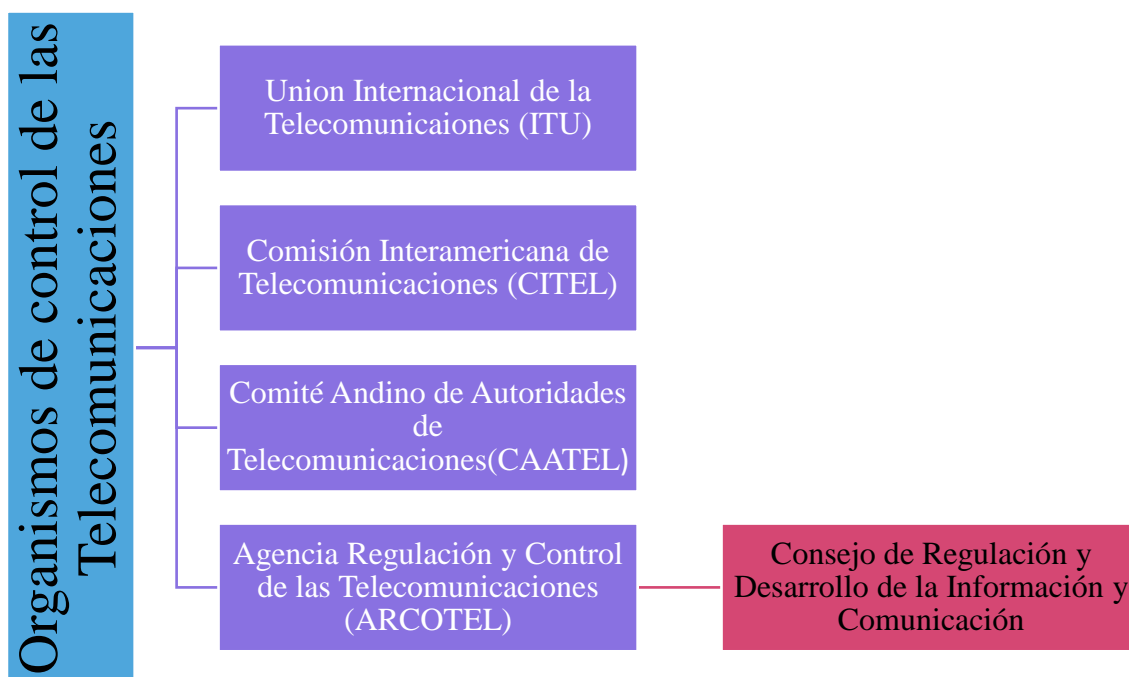 Organismos de control de las
Telecomunicaciones
Union Internacional de la
Telecomunicaiones (ITU)
Comisión Interamericana de
Telecomunicaciones (CITEL)
Comité Andino de Autoridades
de
Telecomunicaciones(CAATEL)
Agencia Regulación y Control
de las Telecomunicaciones
(ARCOTEL)
Consejo de Regulación y
Desarrollo de la Información y
Comunicación